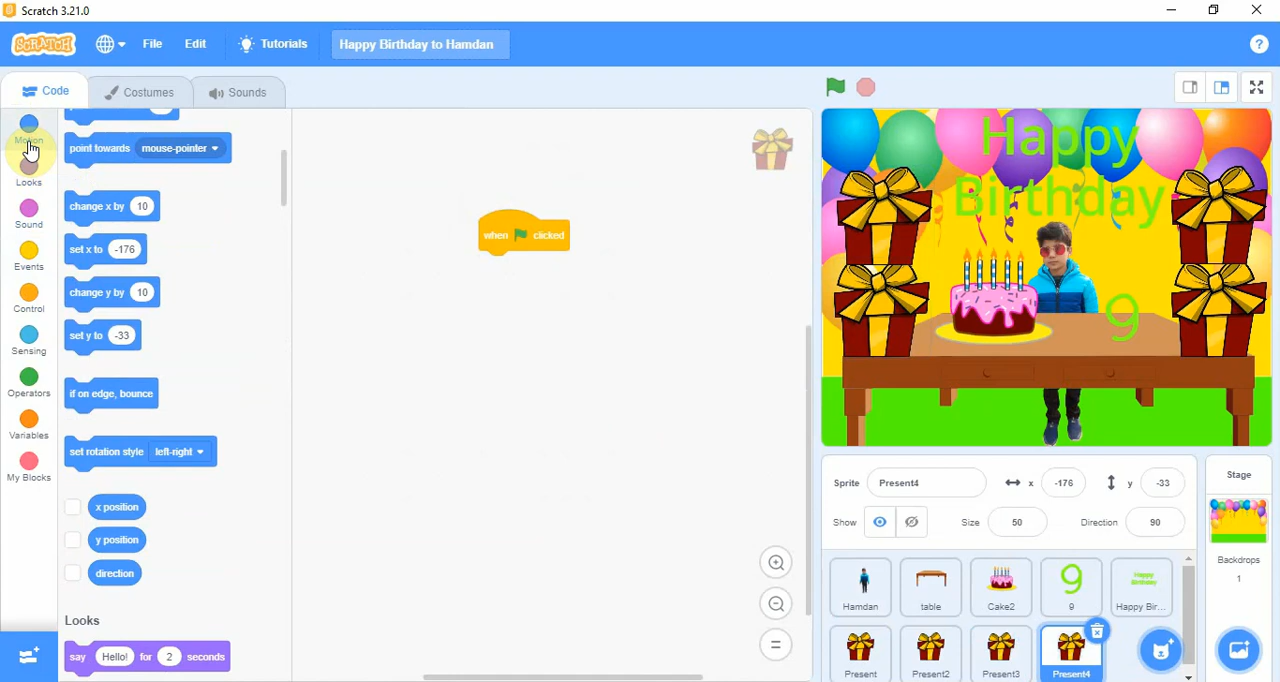 Scratch 3.21.0
SCRATCH File Edit Tutorials Happy Birthday to Hamdan ?
Code Costumes Sounds
Motion
Looks
Sound
Events
Control
Sensing
Operators
Variables
My Blocks
point towards mouse-pointer
change x by 10
set x to -176
change y by 10
set y to -33
if on edge, bounce
set rotation style left-right
x position
y position
direction
Looks
say Hello! for 2 seconds
when clicked
Happy
Birthday
9
Sprite Present4 x -176 y -33
Show Size 50 Direction 90
Hamdan table Cake2 9 Happy Bir...
Present Present2 Present3 Present4
Stage
Backdrops
1